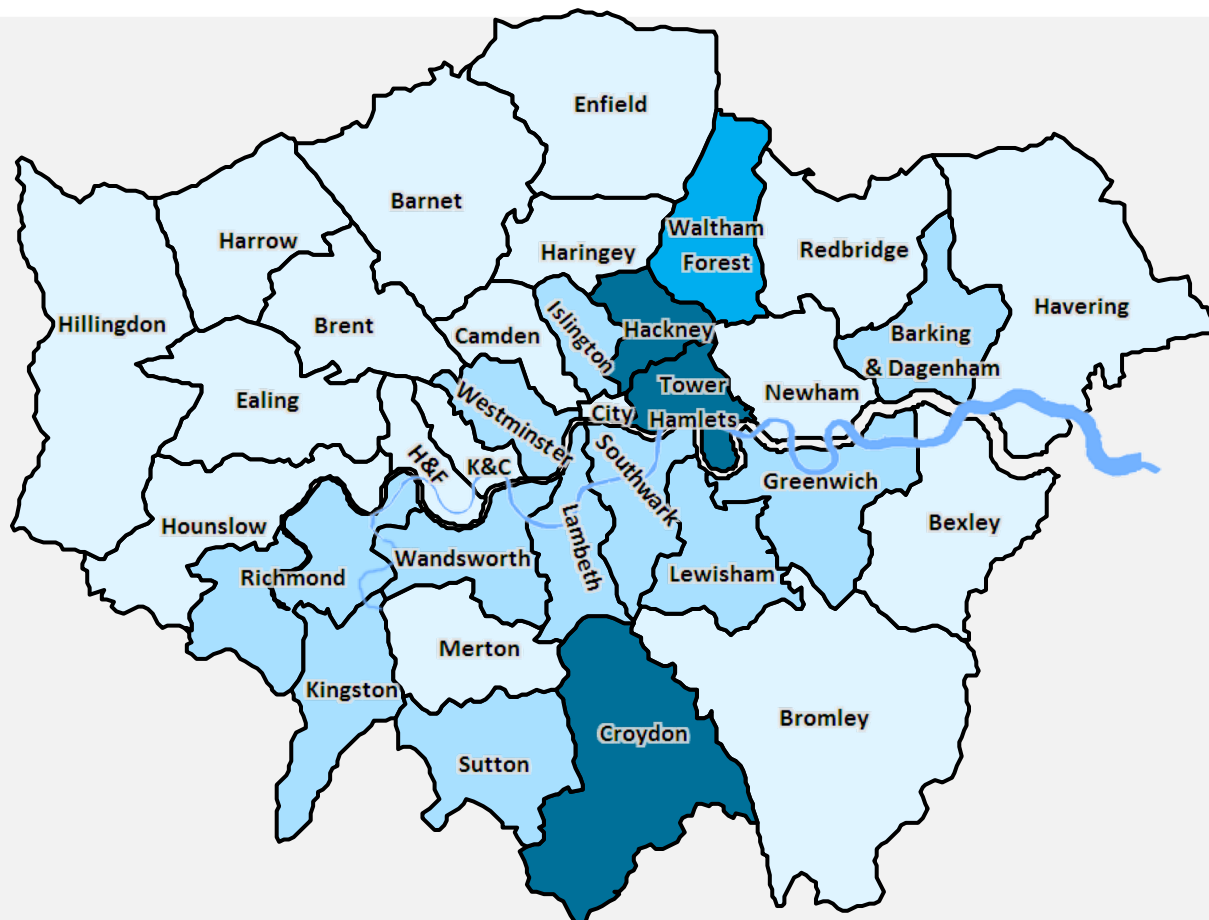 Enfield
Barnet
Harrow
Haringey
Waltham
Forest
Redbridge
Havering
Hillingdon
Brent
Camden
Islington
Hackney
Barking
& Dagenham
Ealing
Westminster
City
Tower
Hamlets
Newham
H&F
K&C
Southwark
Greenwich
Hounslow
Bexley
Richmond
Wandsworth
Lambeth
Lewisham
Merton
Kingston
Bromley
Croydon
Sutton